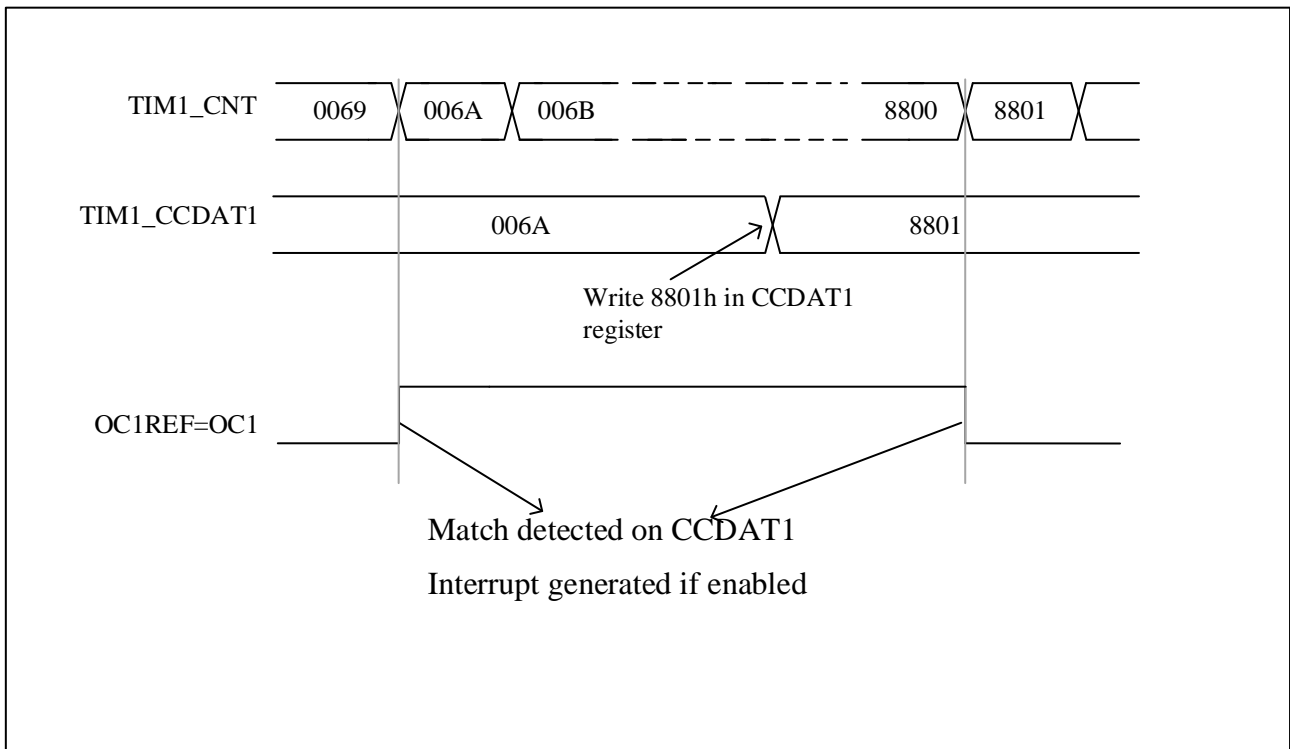 TIM1_CNT 0069 006A 006B 8800 8801
TIM1_CCDAT1 006A 8801
Write 8801h in CCDAT1
register
OC1REF=OC1
Match detected on CCDAT1
Interrupt generated if enabled